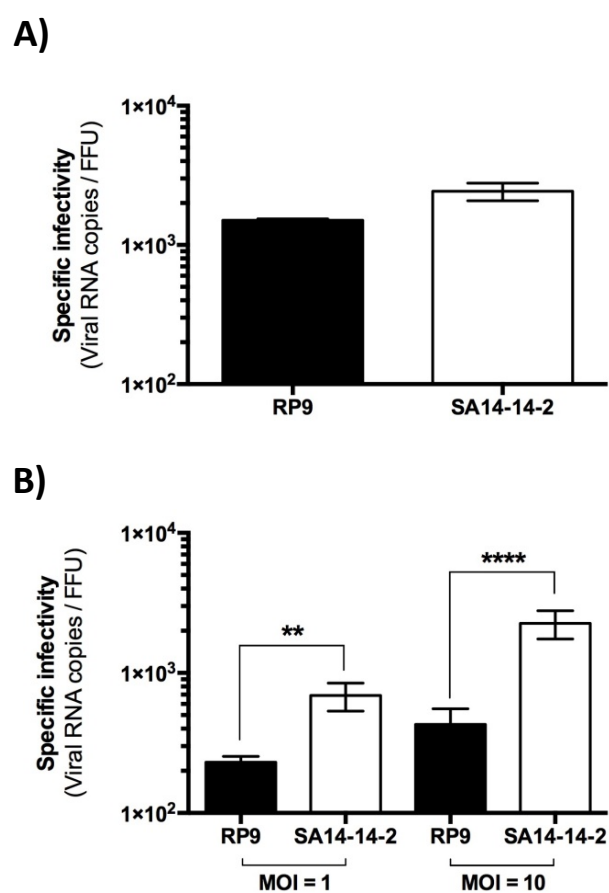 A)
1×10⁴
1×10³
1×10²
Specific infectivity
(Viral RNA copies / FFU)
RP9 SA14-14-2
B)
1×10⁴
1×10³
1×10²
Specific infectivity
(Viral RNA copies / FFU)
**
****
RP9 SA14-14-2 RP9 SA14-14-2
MOI = 1 MOI = 10